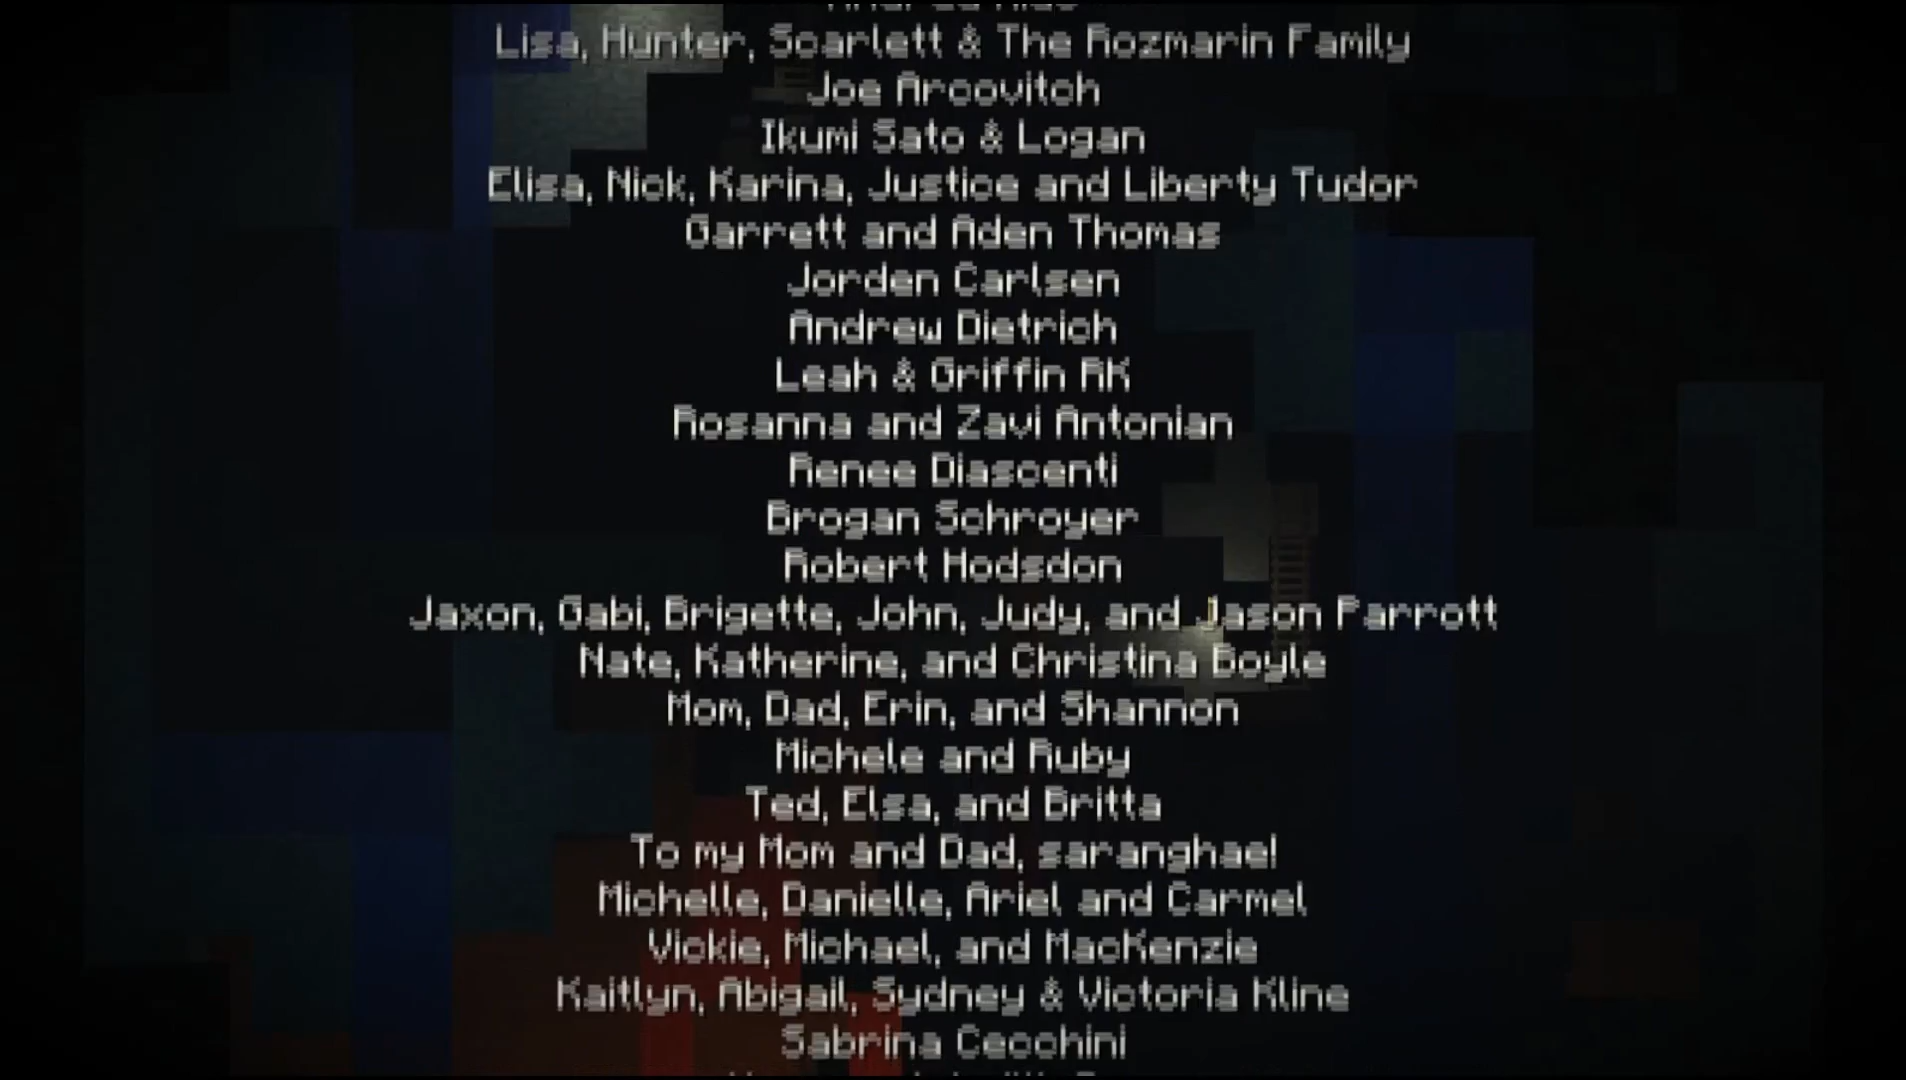 Lisa, Hunter, Scarlett & The Rozmarin Family
Joe Arcovitch
Ikumi Sato & Logan
Elisa, Nick, Karina, Justice and Liberty Tudor
Garrett and Aden Thomas
Jorden Carlsen
Andrew Dietrich
Leah & Griffin RK
Rosanna and Zavi Antonian
Renee Diascenti
Brogan Schroyer
Robert Hodsdon
Jaxon, Gabi, Brigette, John, Judy, and Jason Parrott
Nate, Katherine, and Christina Boyle
Mom, Dad, Erin, and Shannon
Michele and Ruby
Ted, Elsa, and Britta
To my Mom and Dad, saranghae!
Michelle, Danielle, Ariel and Carmel
Vickie, Michael, and MacKenzie
Kaitlyn, Abigail, Sydney & Victoria Kline
Sabrina Cecchini